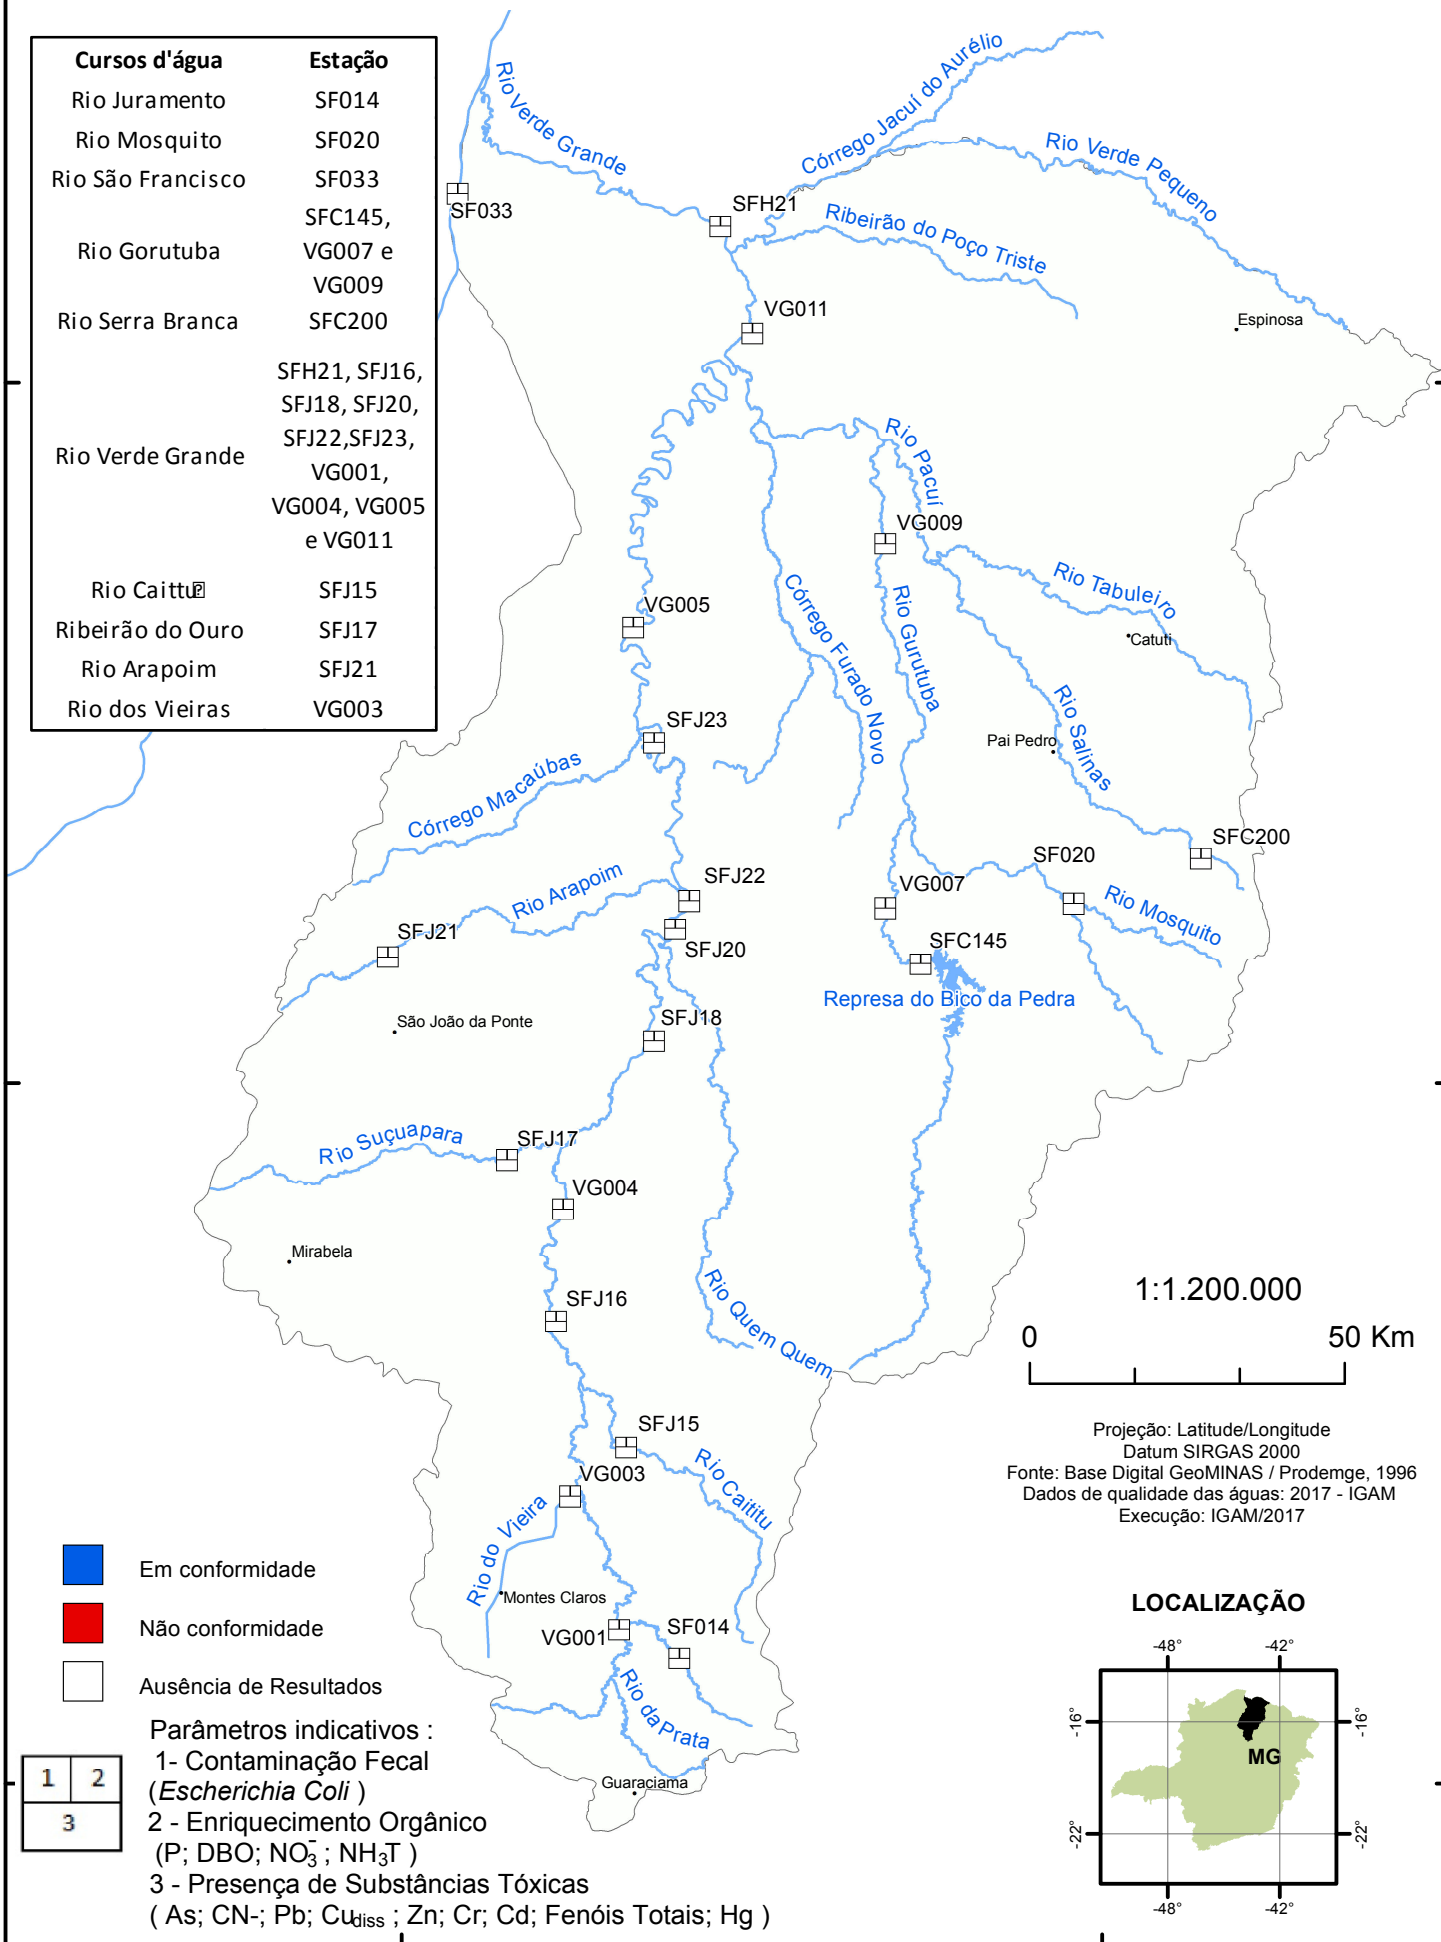 Cursos d'água Estação
Rio Juramento SF014
Rio Mosquito SF020
Rio São Francisco SF033
SFC145,
Rio Gorutuba VG007 e
VG009
Rio Serra Branca SFC200
SFH21, SFJ16,
SFJ18, SFJ20,
SFJ22,SFJ23,
Rio Verde Grande
VG001,
VG004, VG005
e VG011
Rio Caittu SFJ15
Ribeirão do Ouro SFJ17
Rio Arapoim SFJ21
Rio dos Vieiras VG003
Rio Verde Grande
Córrego Jacuí do Aurélio
Rio Verde Pequeno
SF033
SFH21
Ribeirão do Poço Triste
VG011
Espinosa
Rio Pacuí
VG009
Rio Tabuleiro
Catuti
VG005
Córrego Furado Novo
Rio Gurutuba
Rio Salinas
Pai Pedro
SFJ23
Córrego Macaúbas
SFC200
SF020
SFJ22
VG007
Rio Arapoim
Rio Mosquito
SFJ21
SFJ20
SFC145
Represa do Bico da Pedra
São João da Ponte
SFJ18
Rio Suçuapara
SFJ17
VG004
Mirabela
SFJ16
Rio Quem Quem
SFJ15
Rio Caititu
VG003
Rio do Vieira
Montes Claros
VG001
SF014
Rio da Prata
Guaraciama
1:1.200.000
0 50 Km
Projeção: Latitude/Longitude
Datum SIRGAS 2000
Fonte: Base Digital GeoMINAS / Prodemge, 1996
Dados de qualidade das águas: 2017 - IGAM
Execução: IGAM/2017
Em conformidade
Não conformidade
Ausência de Resultados
Parâmetros indicativos :
1 2
3
1- Contaminação Fecal
(Escherichia Coli )
2 - Enriquecimento Orgânico
(P; DBO; NO₃⁻ ; NH₃T )
3 - Presença de Substâncias Tóxicas
( As; CN-; Pb; Cudiss ; Zn; Cr; Cd; Fenóis Totais; Hg )
LOCALIZAÇÃO
-48° -42°
-16° -16°
MG
-22° -22°
-48° -42°